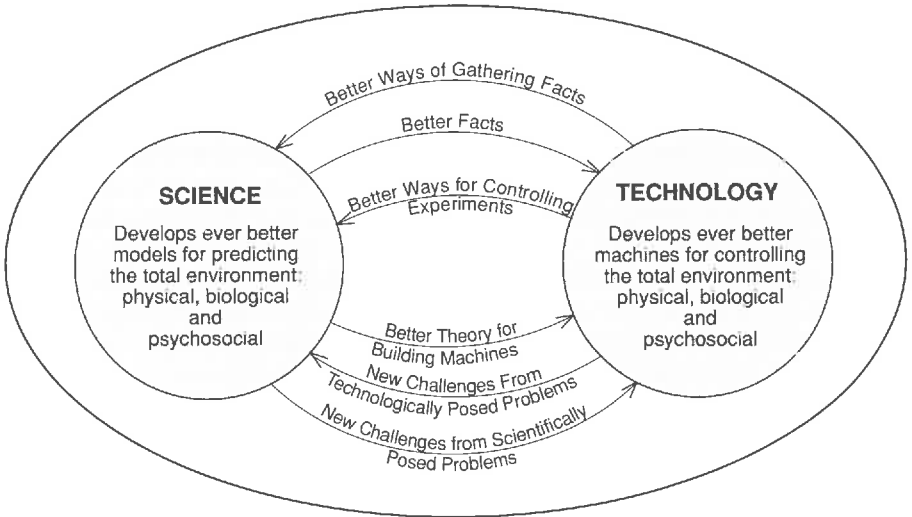 Better Ways of Gathering Facts
Better Facts
Better Ways for Controlling
Experiments
SCIENCE
Develops ever better
models for predicting
the total environment:
physical, biological
and
psychosocial
TECHNOLOGY
Develops ever better
machines for controlling
the total environment:
physical, biological
and
psychosocial
Better Theory for
Building Machines
New Challenges From
Technologically Posed Problems
New Challenges from Scientifically
Posed Problems